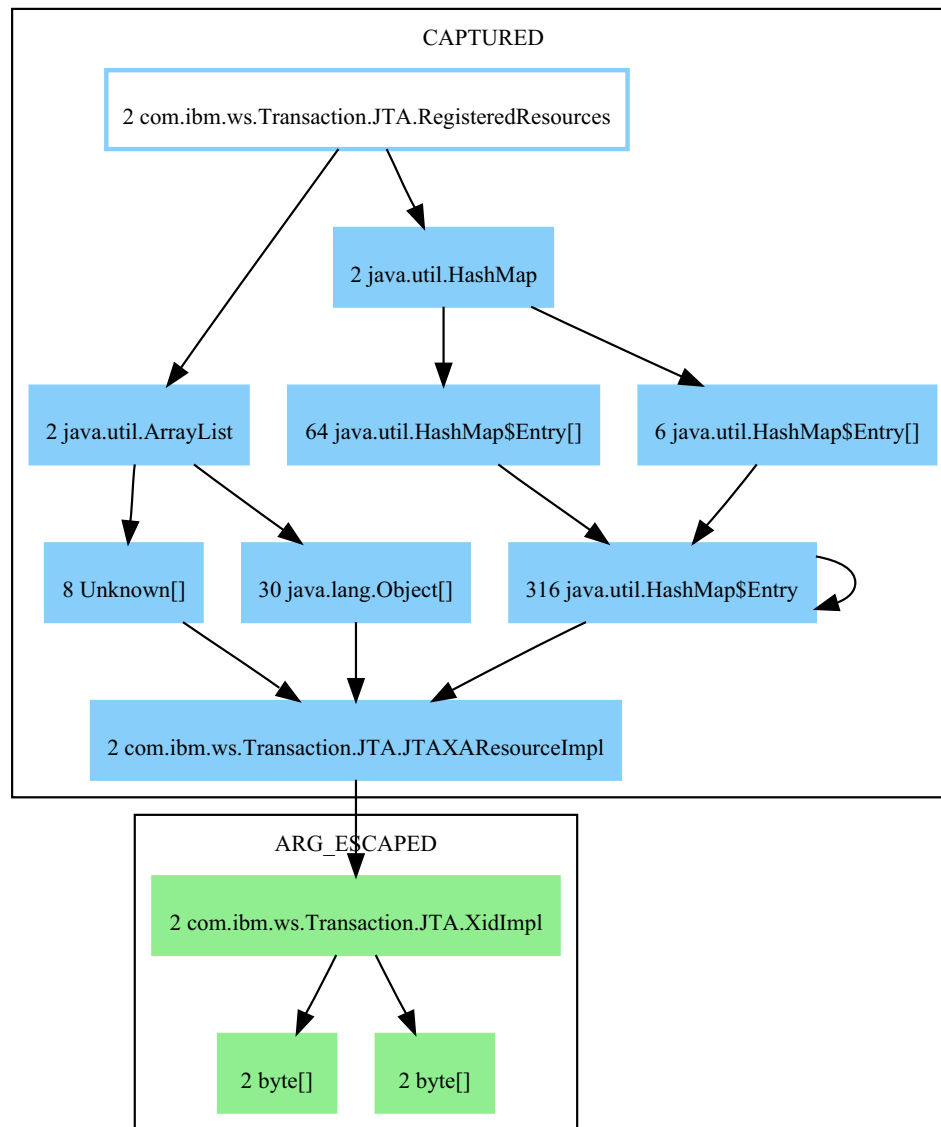 CAPTURED
2 com.ibm.ws.Transaction.JTA.RegisteredResources
2 java.util.HashMap
2 java.util.ArrayList
64 java.util.HashMap$Entry[]
6 java.util.HashMap$Entry[]
8 Unknown[]
30 java.lang.Object[]
316 java.util.HashMap$Entry
2 com.ibm.ws.Transaction.JTA.JTAXAResourceImpl
ARG_ESCAPED
2 com.ibm.ws.Transaction.JTA.XidImpl
2 byte[]
2 byte[]